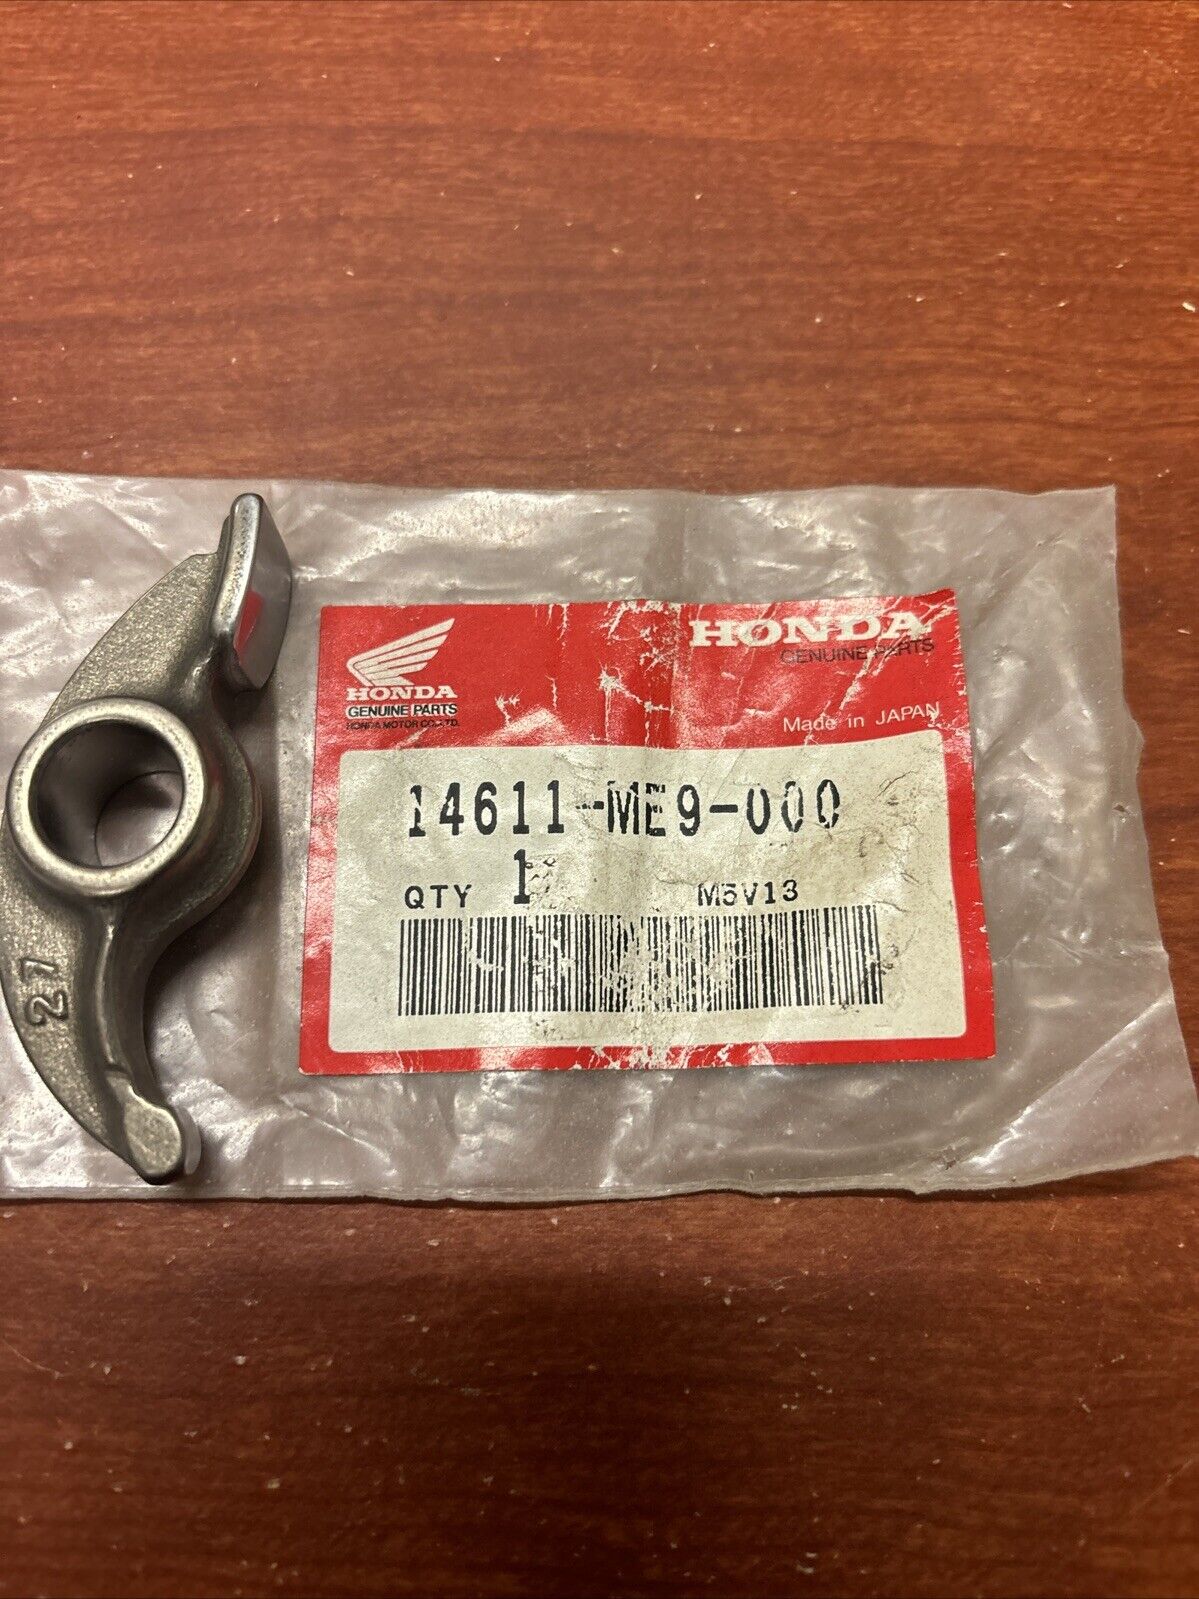 HONDA
GENUINE PARTS
HONDA MOTOR CO., LTD.
HONDA
GENUINE PARTS
Made in JAPAN
14611-ME9-000
QTY 1 M5V13
27